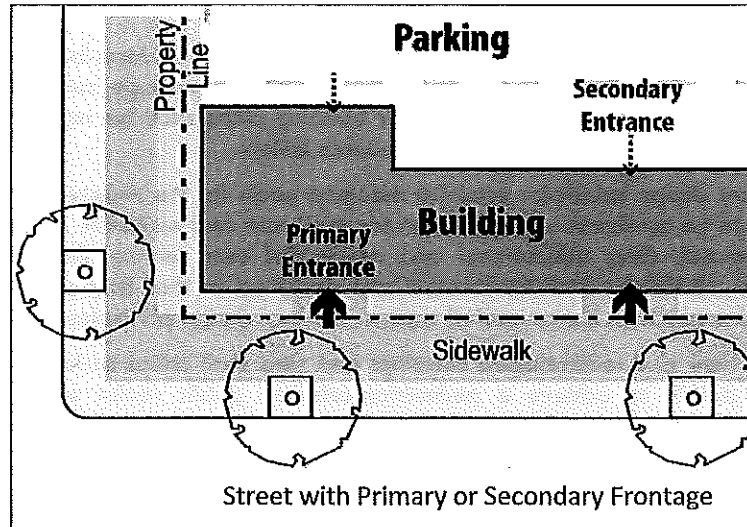 Parking
Property
Line
Secondary
Entrance
Building
Primary
Entrance
Sidewalk
Street with Primary or Secondary Frontage